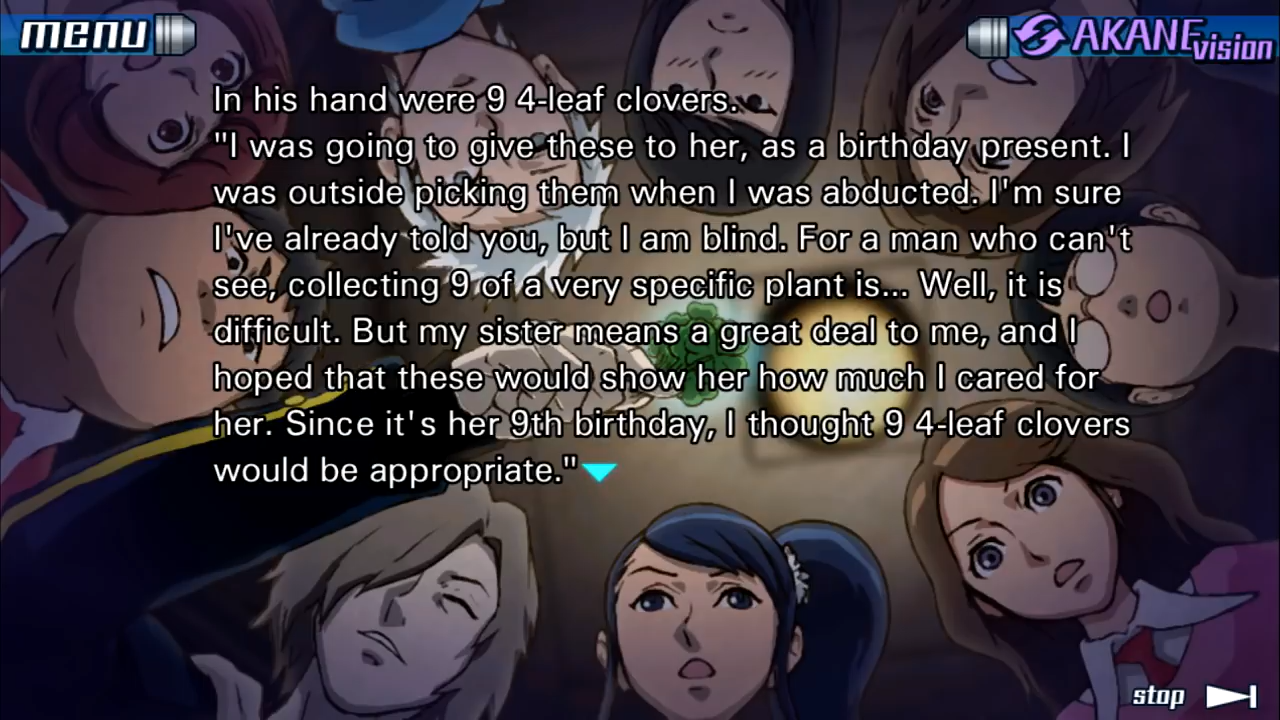 menu
AKANE vision
In his hand were 9 4-leaf clovers.
"I was going to give these to her, as a birthday present. I
was outside picking them when I was abducted. I'm sure
I've already told you, but I am blind. For a man who can't
see, collecting 9 of a very specific plant is... Well, it is
difficult. But my sister means a great deal to me, and I
hoped that these would show her how much I cared for
her. Since it's her 9th birthday, I thought 9 4-leaf clovers
would be appropriate."
stop